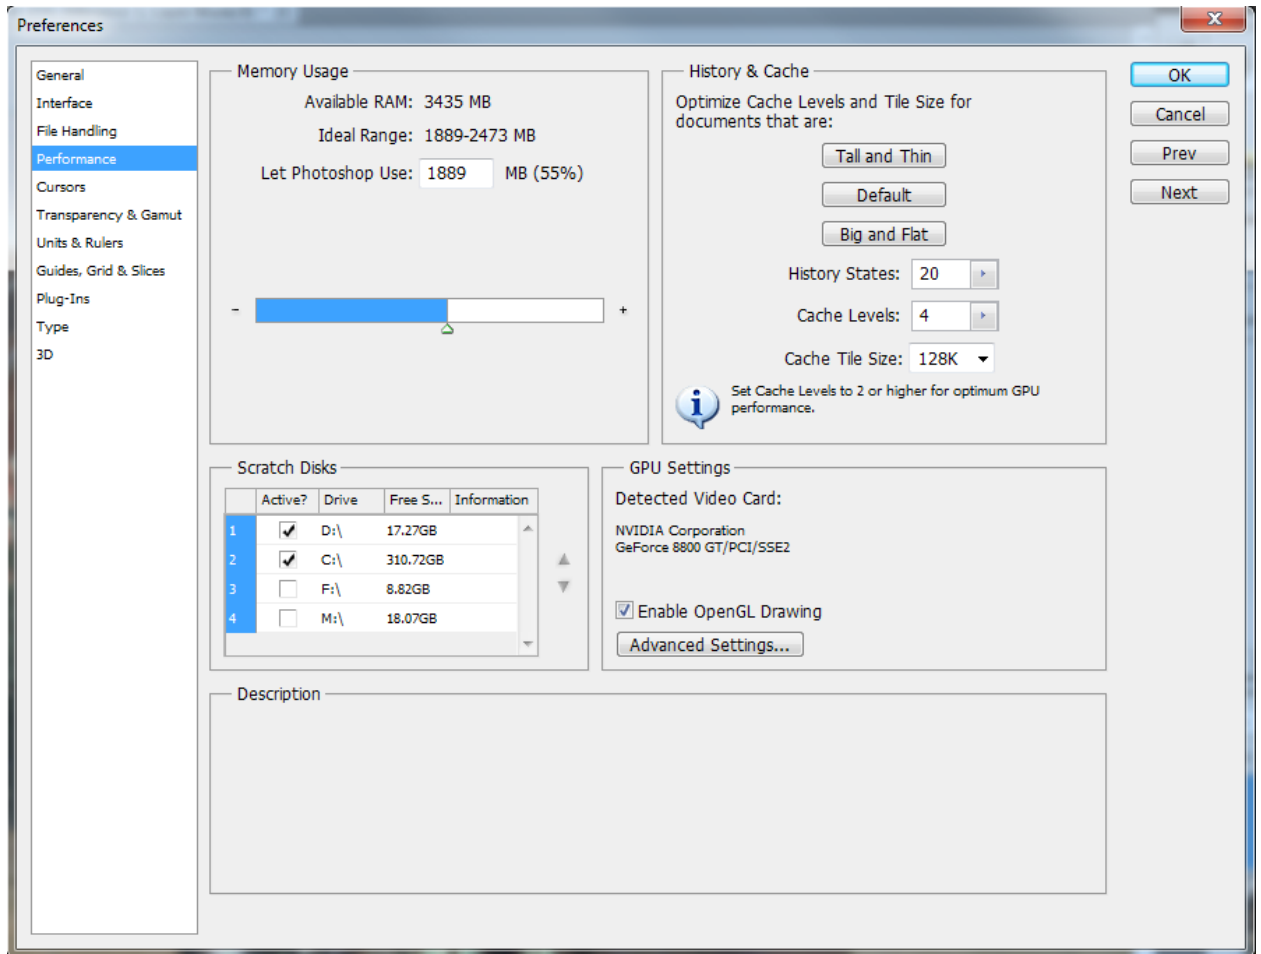 Preferences
General
Interface
File Handling
Performance
Cursors
Transparency & Gamut
Units & Rulers
Guides, Grid & Slices
Plug-Ins
Type
3D
Memory Usage
Available RAM: 3435 MB
Ideal Range: 1889-2473 MB
Let Photoshop Use: 1889 MB (55%)
- +
History & Cache
Optimize Cache Levels and Tile Size for
documents that are:
Tall and Thin
Default
Big and Flat
History States: 20
Cache Levels: 4
Cache Tile Size: 128K
Set Cache Levels to 2 or higher for optimum GPU
performance.
OK
Cancel
Prev
Next
Scratch Disks
Active? Drive Free S... Information
1 D:\ 17.27GB
2 C:\ 310.72GB
3 F:\ 8.82GB
4 M:\ 18.07GB
GPU Settings
Detected Video Card:
NVIDIA Corporation
GeForce 8800 GT/PCI/SSE2
Enable OpenGL Drawing
Advanced Settings...
Description